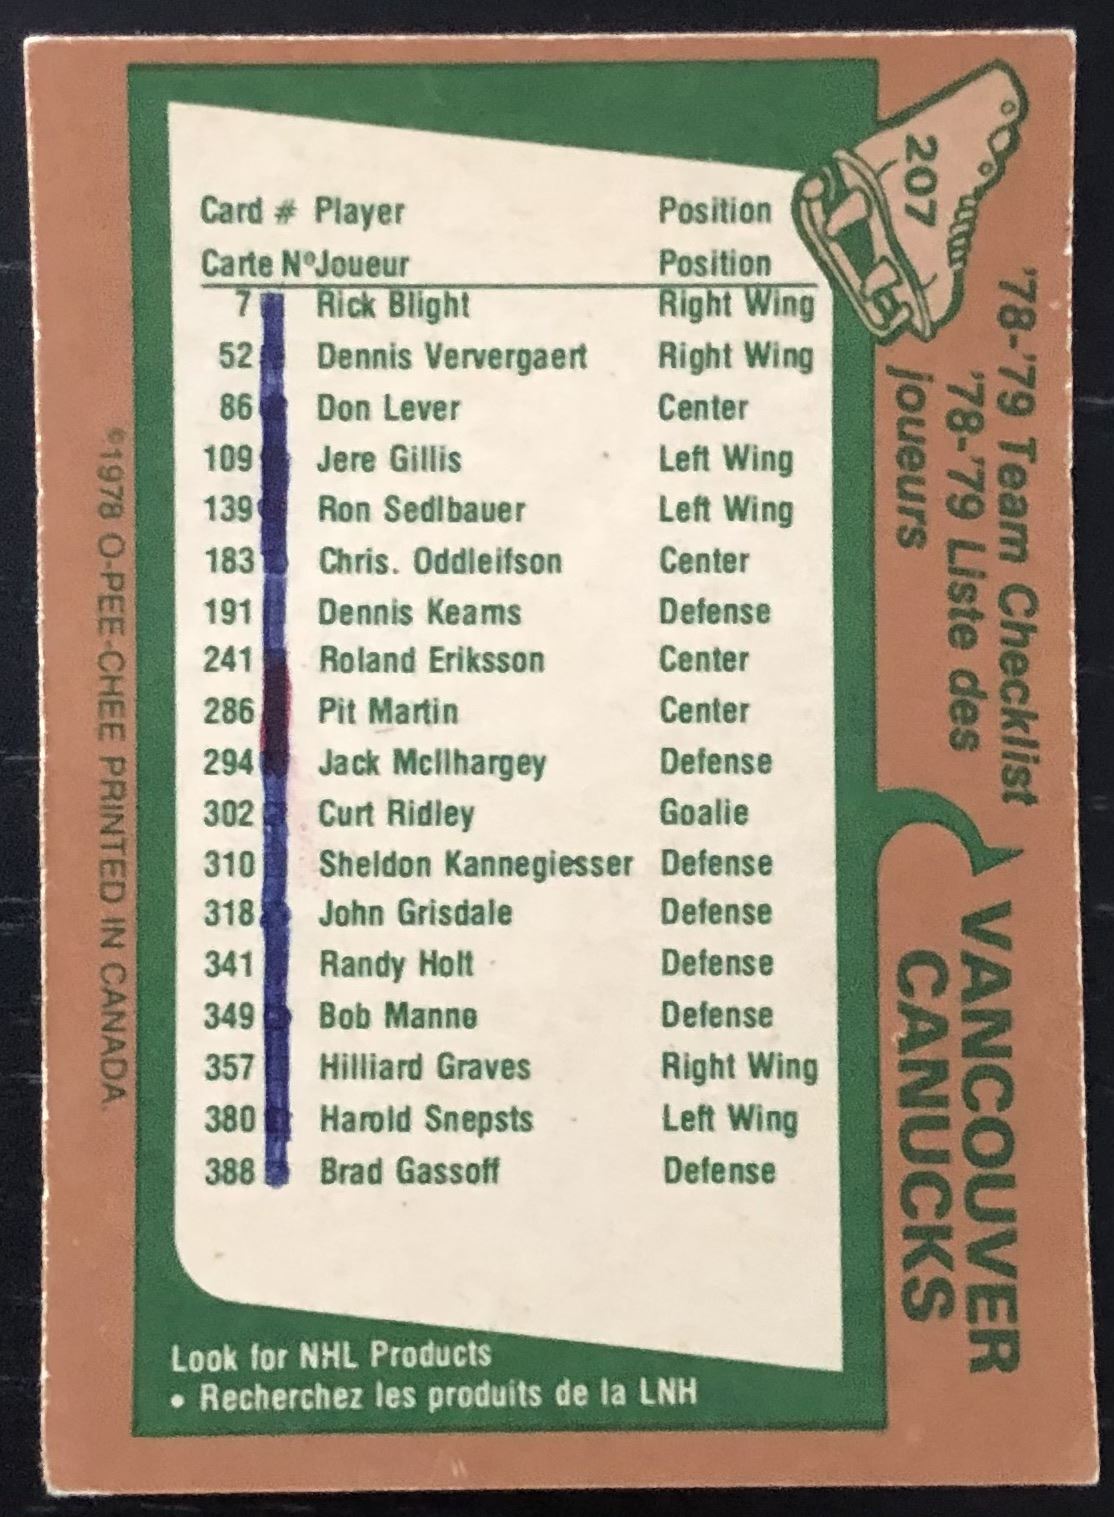 207
'78-'79 Team Checklist
'78-'79 Liste des
joueurs
VANCOUVER
CANUCKS
Card # Player Position
Carte Nº Joueur Position
7 Rick Blight Right Wing
52 Dennis Ververgaert Right Wing
86 Don Lever Center
109 Jere Gillis Left Wing
139 Ron Sedlbauer Left Wing
183 Chris. Oddleifson Center
191 Dennis Keams Defense
241 Roland Eriksson Center
286 Pit Martin Center
294 Jack McIlhargey Defense
302 Curt Ridley Goalie
310 Sheldon Kannegiesser Defense
318 John Grisdale Defense
341 Randy Holt Defense
349 Bob Manno Defense
357 Hilliard Graves Right Wing
380 Harold Snepsts Left Wing
388 Brad Gassoff Defense
Look for NHL Products
• Recherchez les produits de la LNH
©1978 O-PEE-CHEE PRINTED IN CANADA.